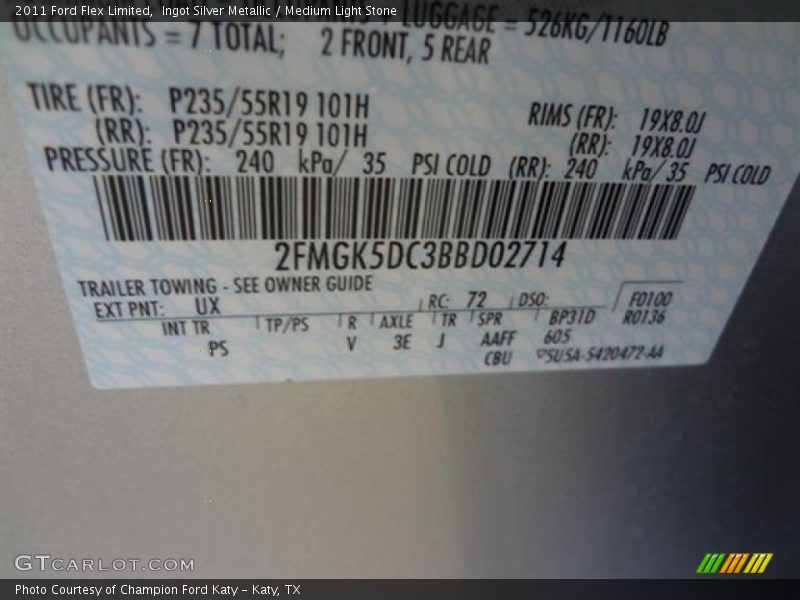 2011 Ford Flex Limited,  Ingot Silver Metallic / Medium Light Stone
LUGGAGE = 526KG/1160LB
OCCUPANTS = 7 TOTAL; 2 FRONT, 5 REAR
TIRE (FR): P235/55R19 101H RIMS (FR): 19X8.0J
(RR): P235/55R19 101H (RR): 19X8.0J
PRESSURE (FR): 240 kPa/ 35 PSI COLD (RR): 240 kPa/ 35 PSI COLD
2FMGK5DC3BBD02714
TRAILER TOWING - SEE OWNER GUIDE
EXT PNT: UX RC: 72 DSO: F0100
INT TR TP/PS R AXLE TR SPR BP31D R0136
PS V 3E J AAFF 605
CBU 5U5A-5420472-AA
GTCARLOT.COM
Photo Courtesy of Champion Ford Katy – Katy, TX